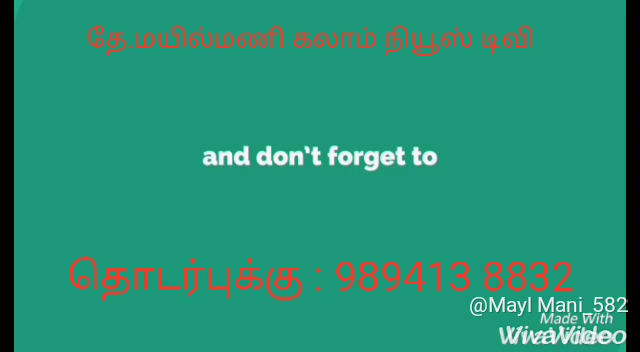 தே.மயில்மணி கலாம் நியூஸ் டிவி
and don't forget to
தொடர்புக்கு : 989413 8832
@Mayl Mani_582
Made With
VivaVideo